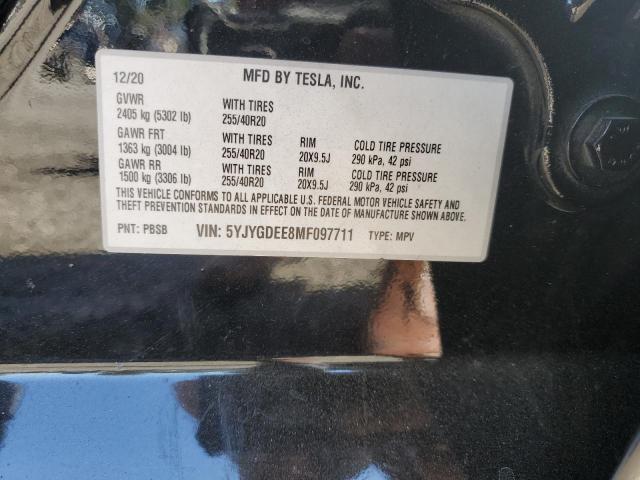 12/20 MFD BY TESLA, INC.
GVWR WITH TIRES
2405 kg (5302 lb) 255/40R20
GAWR FRT WITH TIRES RIM COLD TIRE PRESSURE
1363 kg (3004 lb) 255/40R20 20X9.5J 290 kPa, 42 psi
GAWR RR WITH TIRES RIM COLD TIRE PRESSURE
1500 kg (3306 lb) 255/40R20 20X9.5J 290 kPa, 42 psi
THIS VEHICLE CONFORMS TO ALL APPLICABLE U.S. FEDERAL MOTOR VEHICLE SAFETY AND
THEFT PREVENTION STANDARDS IN EFFECT ON THE DATE OF MANUFACTURE SHOWN ABOVE.
PNT: PBSB VIN: 5YJYGDEE8MF097711 TYPE: MPV